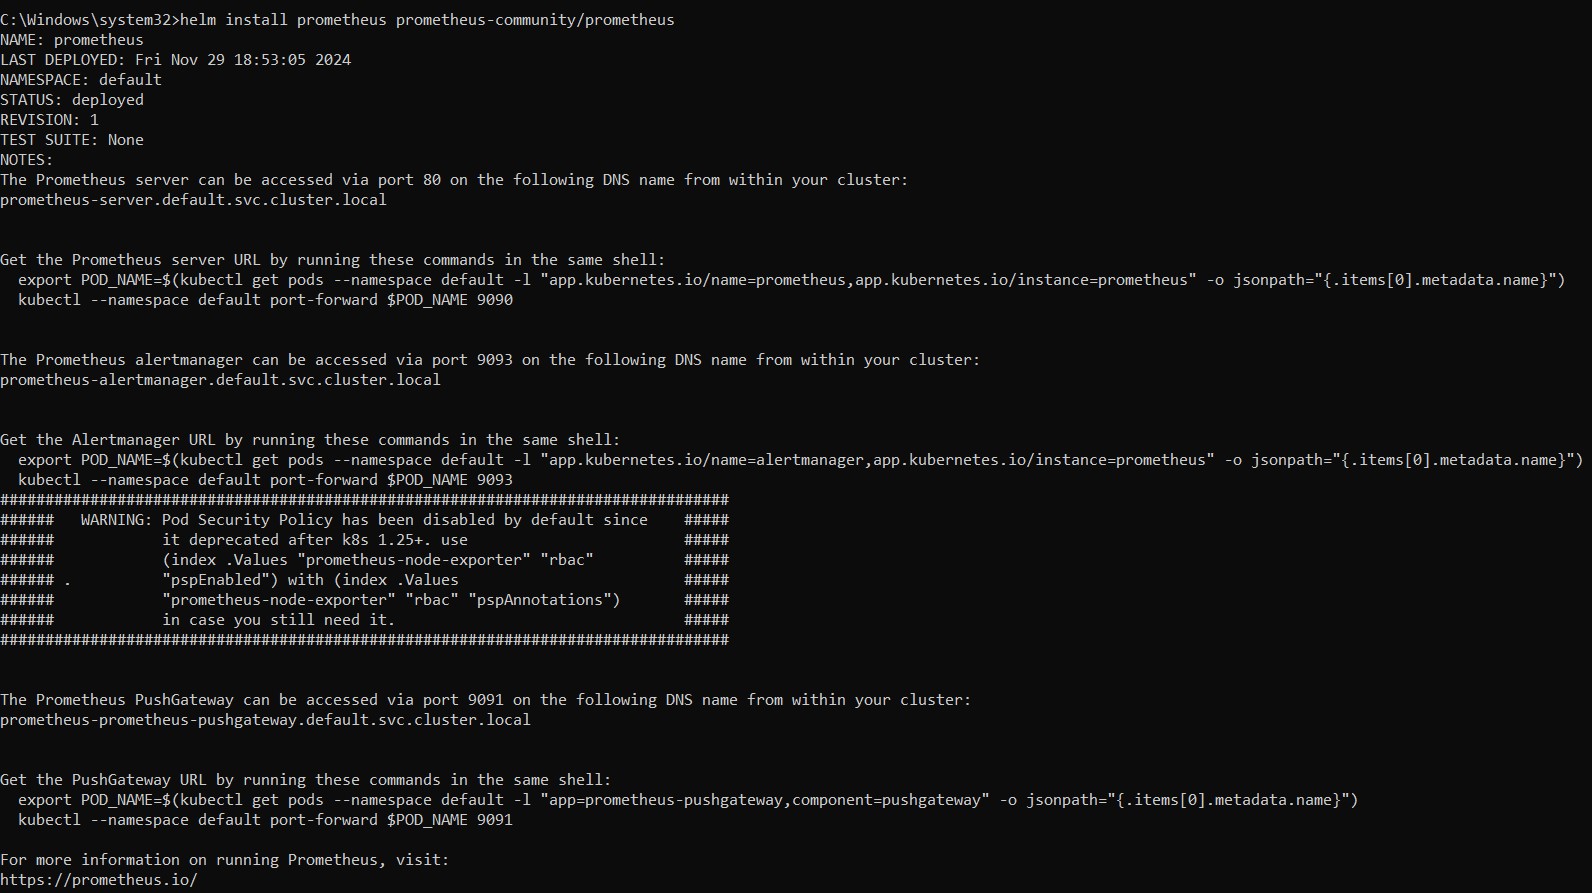 C:\Windows\system32>helm install prometheus prometheus-community/prometheus
NAME: prometheus
LAST DEPLOYED: Fri Nov 29 18:53:05 2024
NAMESPACE: default
STATUS: deployed
REVISION: 1
TEST SUITE: None
NOTES:
The Prometheus server can be accessed via port 80 on the following DNS name from within your cluster:
prometheus-server.default.svc.cluster.local


Get the Prometheus server URL by running these commands in the same shell:
  export POD_NAME=$(kubectl get pods --namespace default -l "app.kubernetes.io/name=prometheus,app.kubernetes.io/instance=prometheus" -o jsonpath="{.items[0].metadata.name}")
  kubectl --namespace default port-forward $POD_NAME 9090


The Prometheus alertmanager can be accessed via port 9093 on the following DNS name from within your cluster:
prometheus-alertmanager.default.svc.cluster.local


Get the Alertmanager URL by running these commands in the same shell:
  export POD_NAME=$(kubectl get pods --namespace default -l "app.kubernetes.io/name=alertmanager,app.kubernetes.io/instance=prometheus" -o jsonpath="{.items[0].metadata.name}")
  kubectl --namespace default port-forward $POD_NAME 9093
#################################################################################
######   WARNING: Pod Security Policy has been disabled by default since    #####
######            it deprecated after k8s 1.25+. use                        #####
######            (index .Values "prometheus-node-exporter" "rbac"          #####
###### .          "pspEnabled") with (index .Values                         #####
######            "prometheus-node-exporter" "rbac" "pspAnnotations")       #####
######            in case you still need it.                                #####
#################################################################################


The Prometheus PushGateway can be accessed via port 9091 on the following DNS name from within your cluster:
prometheus-prometheus-pushgateway.default.svc.cluster.local


Get the PushGateway URL by running these commands in the same shell:
  export POD_NAME=$(kubectl get pods --namespace default -l "app=prometheus-pushgateway,component=pushgateway" -o jsonpath="{.items[0].metadata.name}")
  kubectl --namespace default port-forward $POD_NAME 9091

For more information on running Prometheus, visit:
https://prometheus.io/